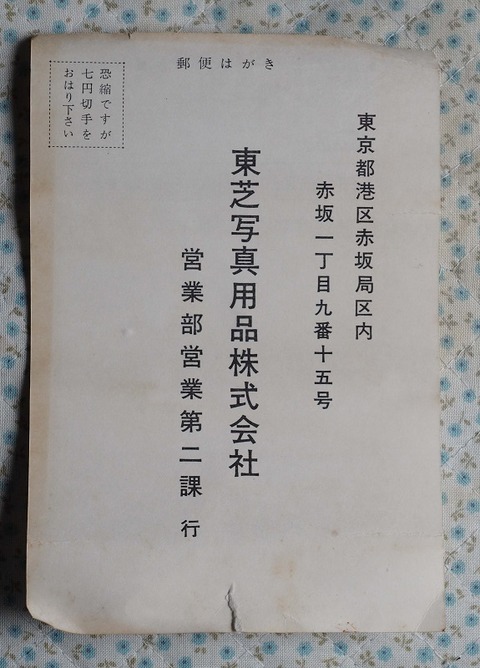 郵便はがき
東京都港区赤坂局区内
赤坂一丁目九番十五号
東芝写真用品株式会社
営業部営業第二課 行
恐縮ですが
七円切手を
おはり下さい